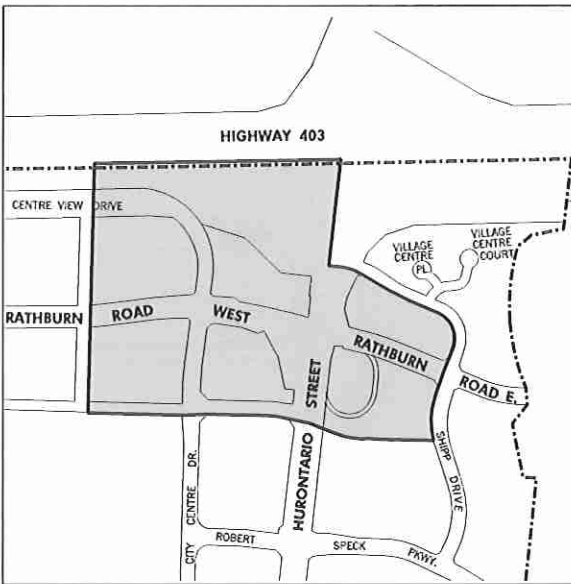 HIGHWAY 403
CENTRE VIEW DRIVE
VILLAGE
CENTRE
PL.
VILLAGE
CENTRE
COURT
RATHBURN ROAD WEST
RATHBURN ROAD E.
HURONTARIO STREET
SHIPP DRIVE
CITY CENTRE DR.
ROBERT SPECK PKWY.